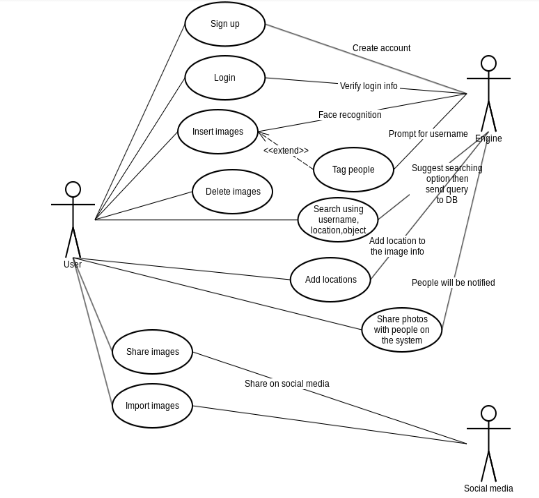 Sign up
Create account
Login
Verify login info
Insert images
Face recognition
Engine
<<extend>>
Prompt for username
Tag people
Suggest searching
option then
send query
to DB
Delete images
Search using
username,
location,object
Add location to
the image info
User
Add locations
People will be notified
Share photos
with people on
the system
Share images
Share on social media
Import images
Social media